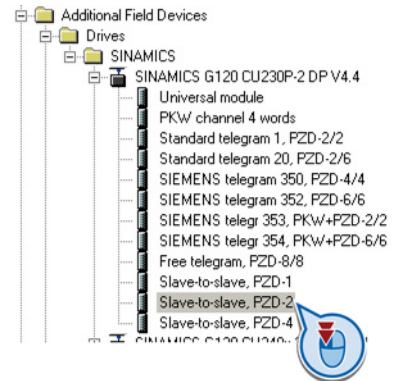 Additional Field Devices
Drives
SINAMICS
SINAMICS G120 CU230P-2 DP V4.4
Universal module
PKW channel 4 words
Standard telegram 1, PZD-2/2
Standard telegram 20, PZD-2/6
SIEMENS telegram 350, PZD-4/4
SIEMENS telegram 352, PZD-6/6
SIEMENS telegr 353, PKW+PZD-2/2
SIEMENS telegr 354, PKW+PZD-6/6
Free telegram, PZD-8/8
Slave-to-slave, PZD-1
Slave-to-slave, PZD-2
Slave-to-slave, PZD-4
SINAMICS G120